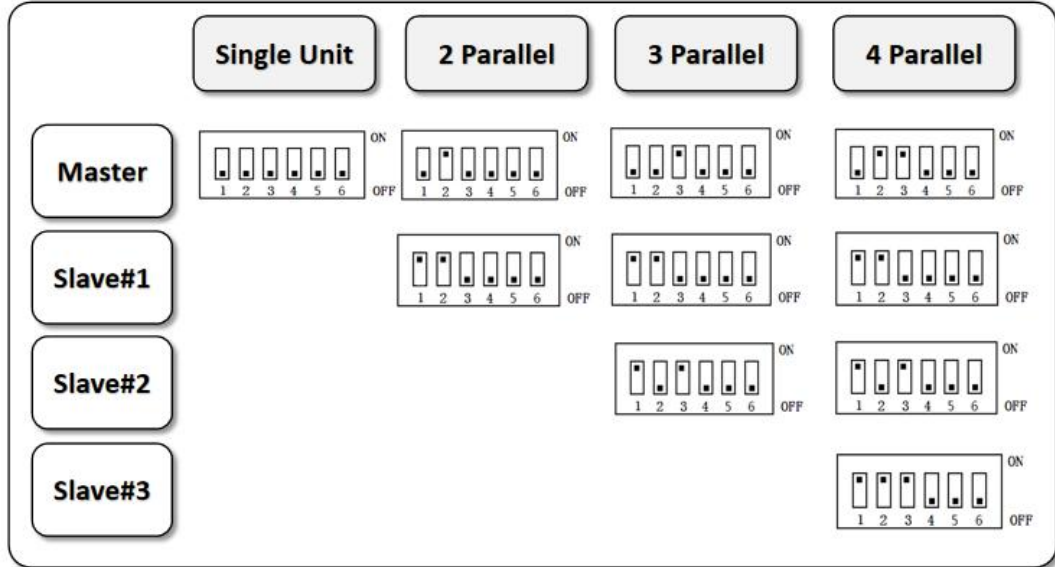 Single Unit 2 Parallel 3 Parallel 4 Parallel
Master
ON ON ON ON
1 2 3 4 5 6 OFF 1 2 3 4 5 6 OFF 1 2 3 4 5 6 OFF 1 2 3 4 5 6 OFF
Slave#1
ON ON ON
1 2 3 4 5 6 OFF 1 2 3 4 5 6 OFF 1 2 3 4 5 6 OFF
Slave#2
ON ON
1 2 3 4 5 6 OFF 1 2 3 4 5 6 OFF
Slave#3
ON
1 2 3 4 5 6 OFF